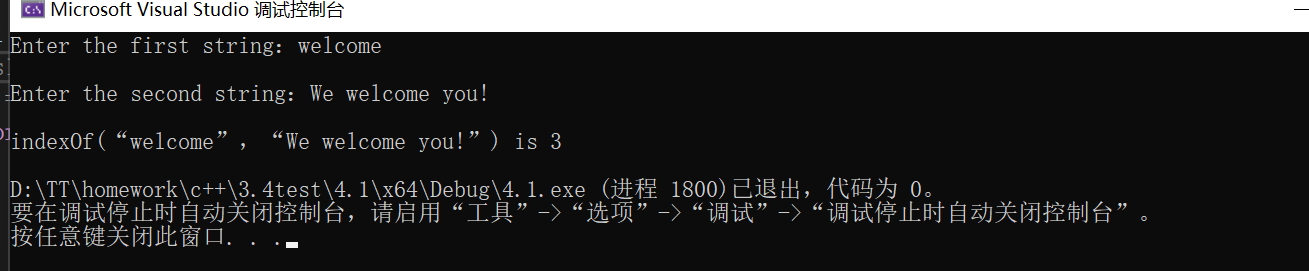 Microsoft Visual Studio 调试控制台
Enter the first string：welcome
Enter the second string：We welcome you!
indexOf(“welcome”，“We welcome you!”) is 3
D:\TT\homework\c++\3.4test\4.1\x64\Debug\4.1.exe (进程 1800)已退出，代码为 0。
要在调试停止时自动关闭控制台，请启用“工具”->“选项”->“调试”->“调试停止时自动关闭控制台”。
按任意键关闭此窗口. . .